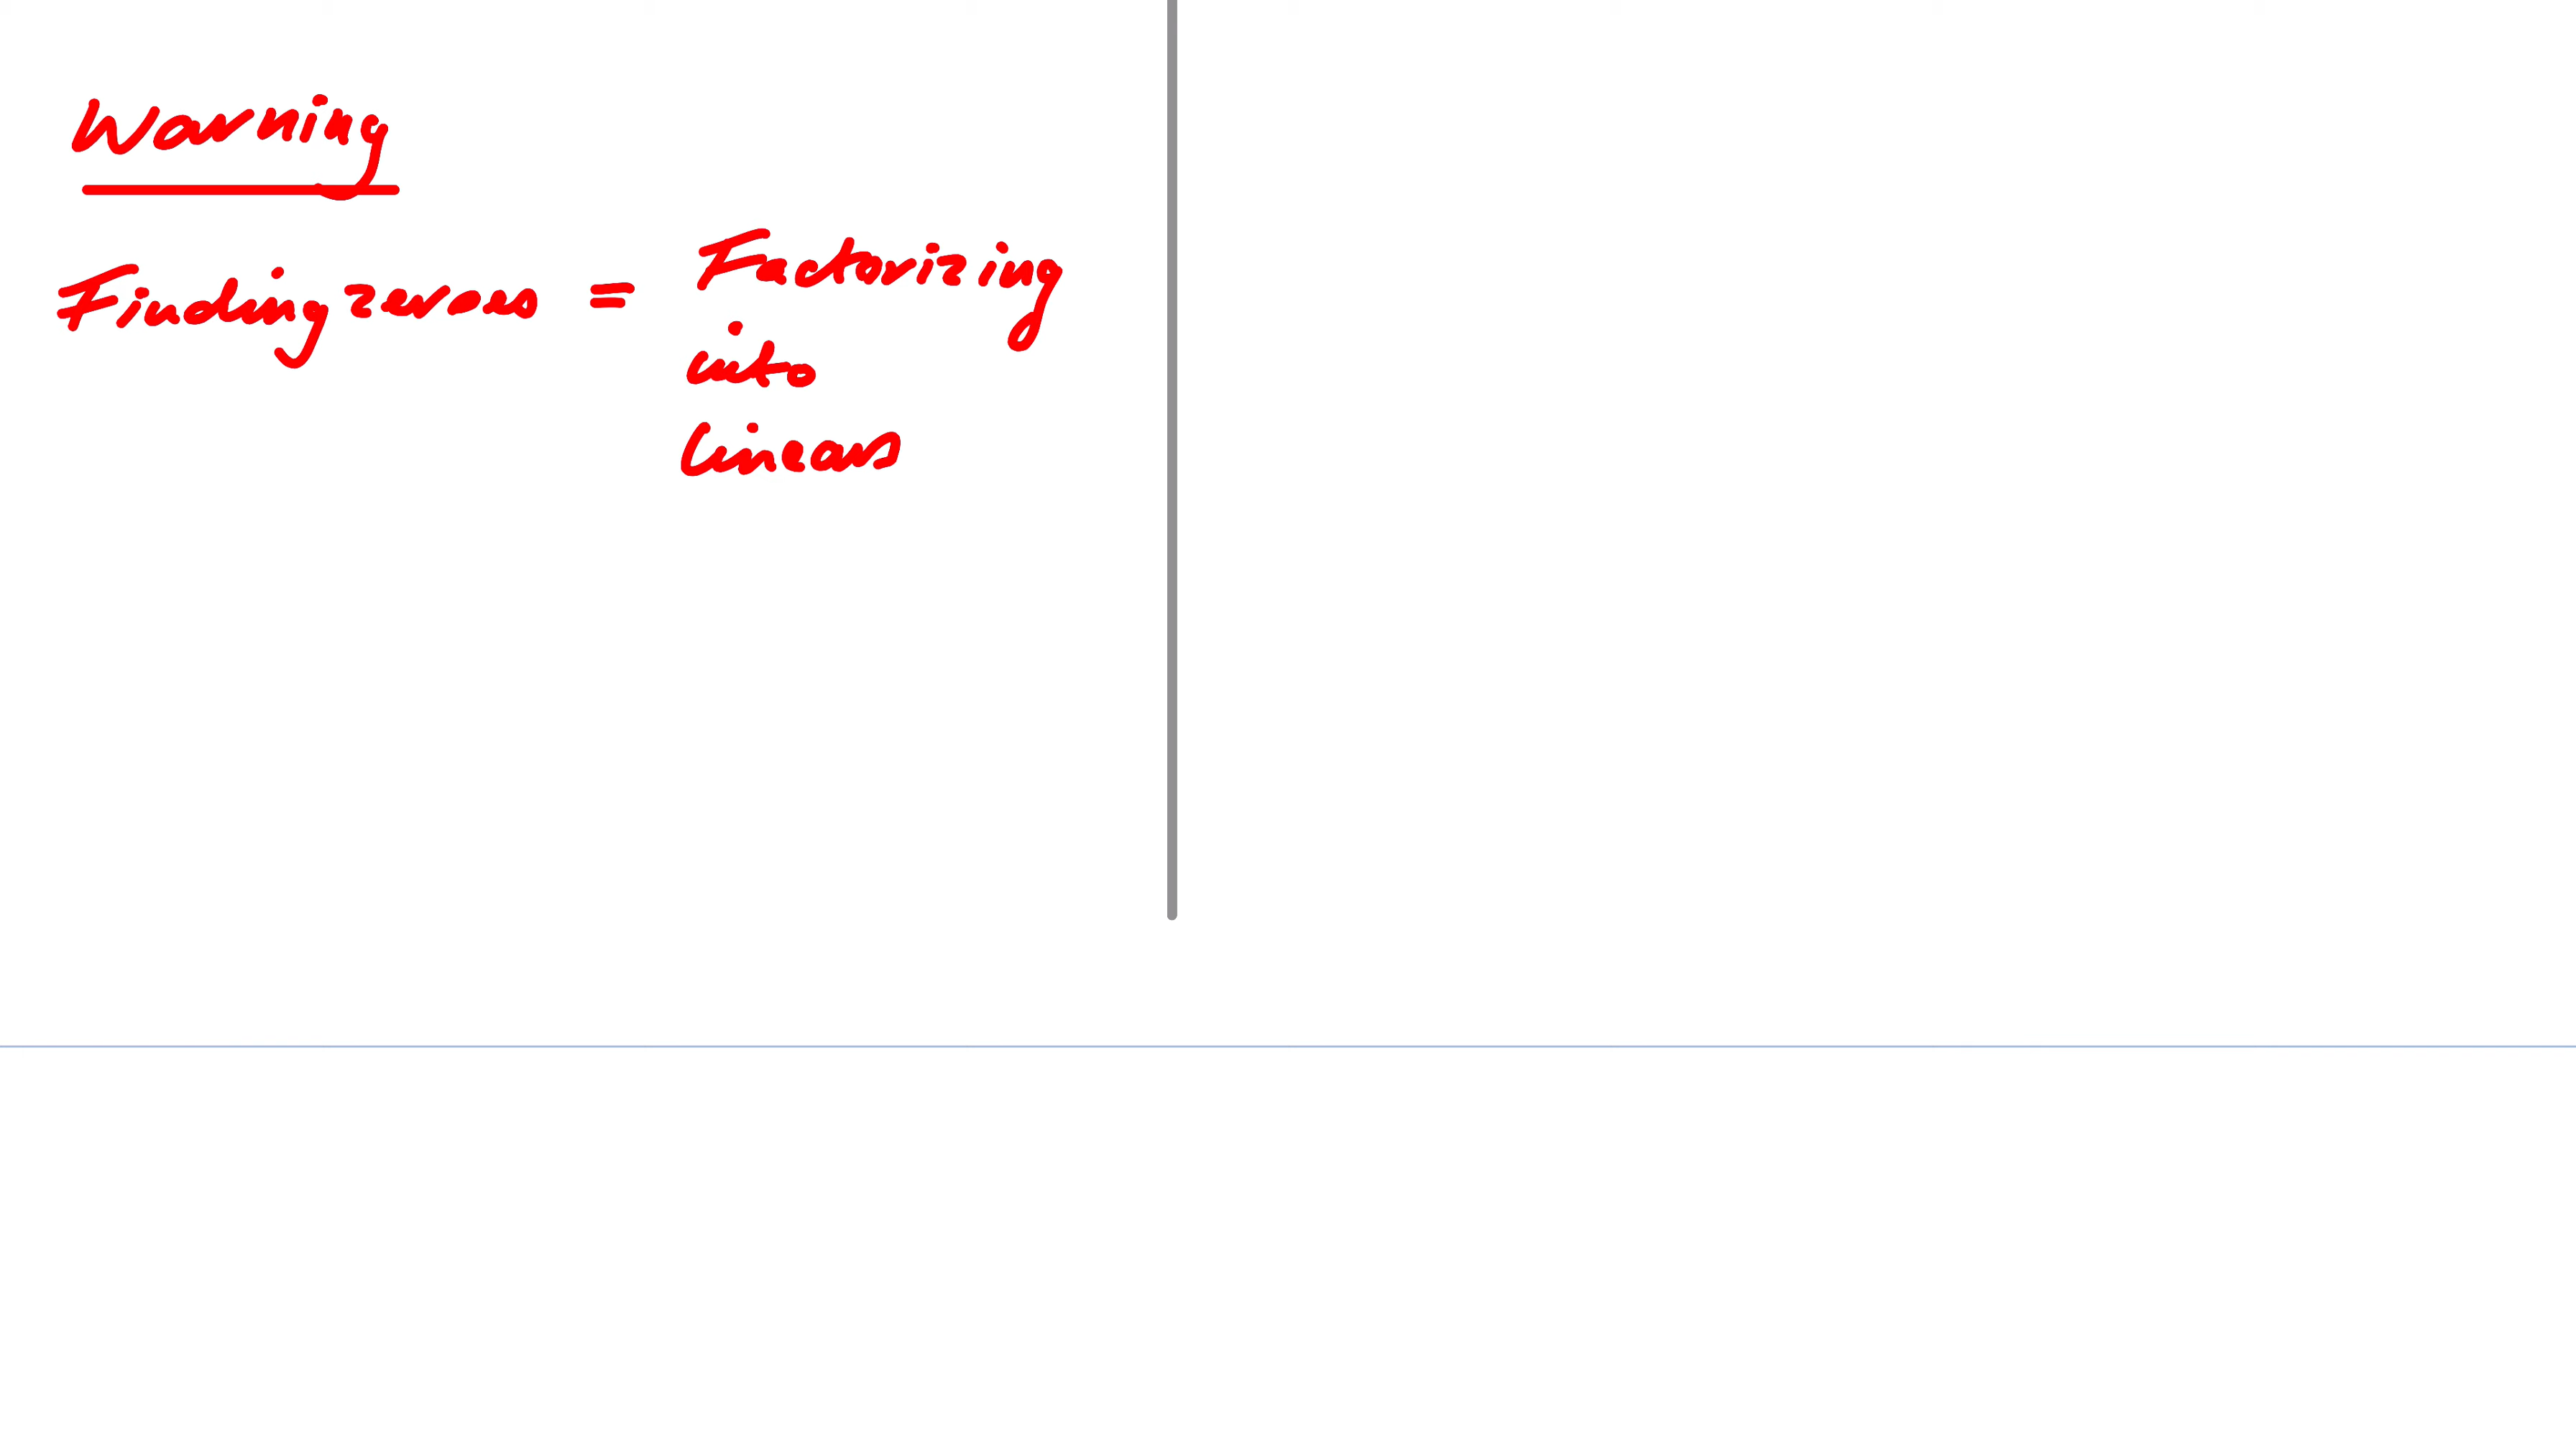 Warning
Finding zeroes = Factorizing
into
linears